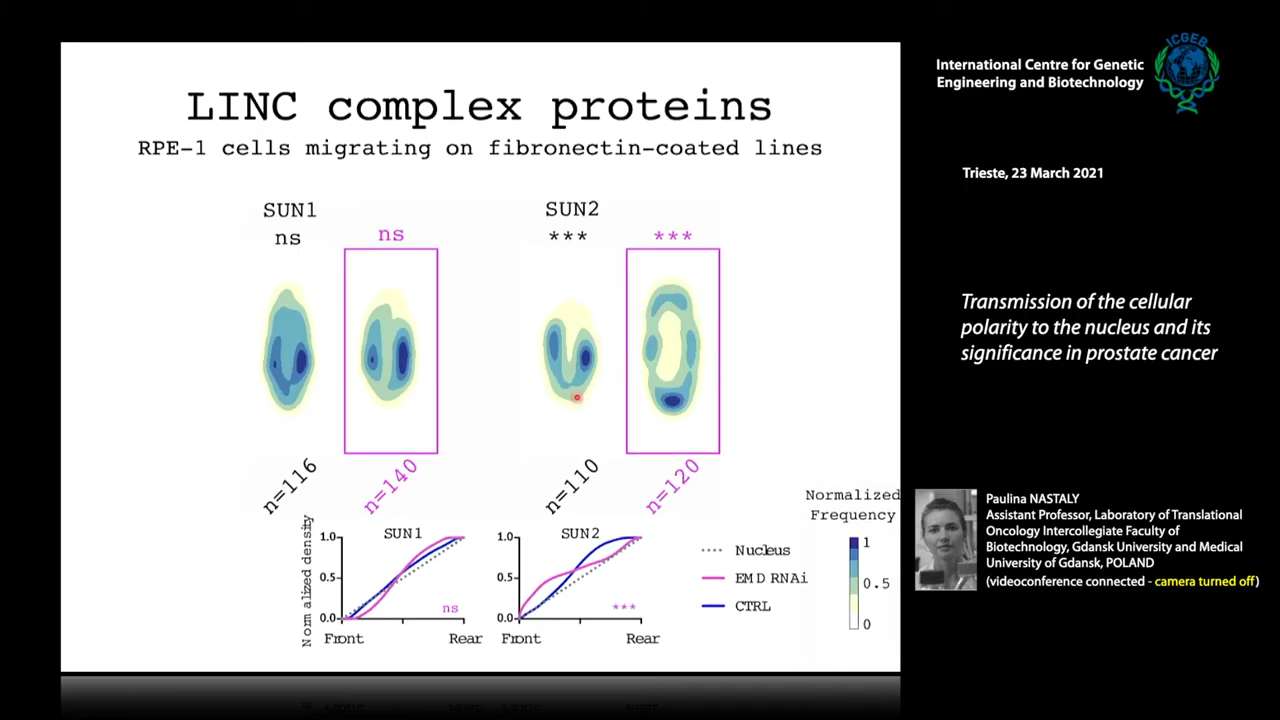 LINC complex proteins
RPE-1 cells migrating on fibronectin-coated lines
SUN1
ns
ns
SUN2
***
***
n=116
n=140
n=110
n=120
Normalized
Frequency
1
0.5
0
Normalized density
SUN1
1.0
0.5
0.0
ns
Front
Rear
SUN2
1.0
0.5
0.0
***
Front
Rear
Nucleus
EMD RNAi
CTRL
International Centre for Genetic
Engineering and Biotechnology
ICGEB
Trieste, 23 March 2021
Transmission of the cellular
polarity to the nucleus and its
significance in prostate cancer
Paulina NASTALY
Assistant Professor, Laboratory of Translational
Oncology Intercollegiate Faculty of
Biotechnology, Gdansk University and Medical
University of Gdansk, POLAND
(videoconference connected - camera turned off)